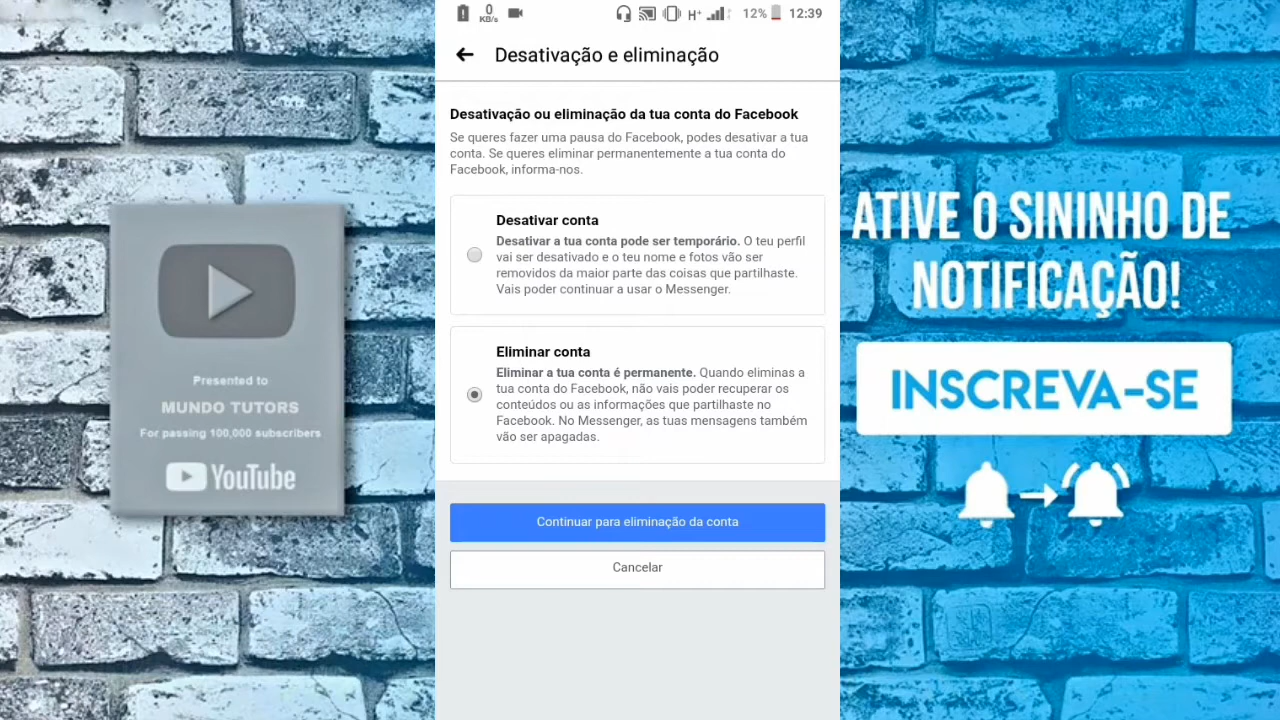 Presented to
MUNDO TUTORS
For passing 100,000 subscribers
YouTube
0
KB/s
H+
12%
12:39
Desativação e eliminação
Desativação ou eliminação da tua conta do Facebook
Se queres fazer uma pausa do Facebook, podes desativar a tua
conta. Se queres eliminar permanentemente a tua conta do
Facebook, informa-nos.
Desativar conta
Desativar a tua conta pode ser temporário. O teu perfil
vai ser desativado e o teu nome e fotos vão ser
removidos da maior parte das coisas que partilhaste.
Vais poder continuar a usar o Messenger.
Eliminar conta
Eliminar a tua conta é permanente. Quando eliminas a
tua conta do Facebook, não vais poder recuperar os
conteúdos ou as informações que partilhaste no
Facebook. No Messenger, as tuas mensagens também
vão ser apagadas.
Continuar para eliminação da conta
Cancelar
ATIVE O SININHO DE
NOTIFICAÇÃO!
INSCREVA-SE